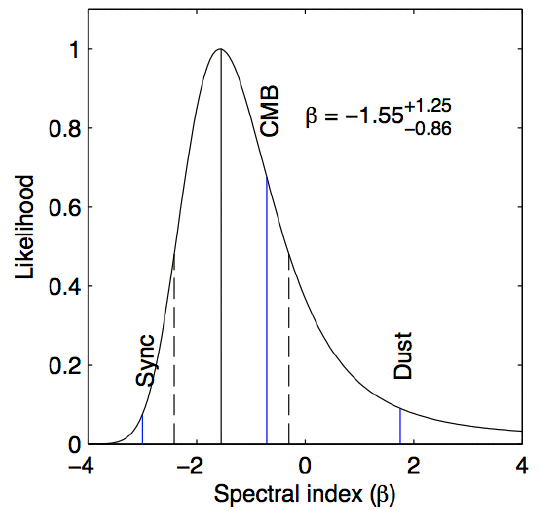 1
0.8
0.6
0.4
0.2
0
−4
−2
0
2
4
Likelihood
Spectral index (β)
Sync
CMB
Dust
β = −1.55+1.25−0.86